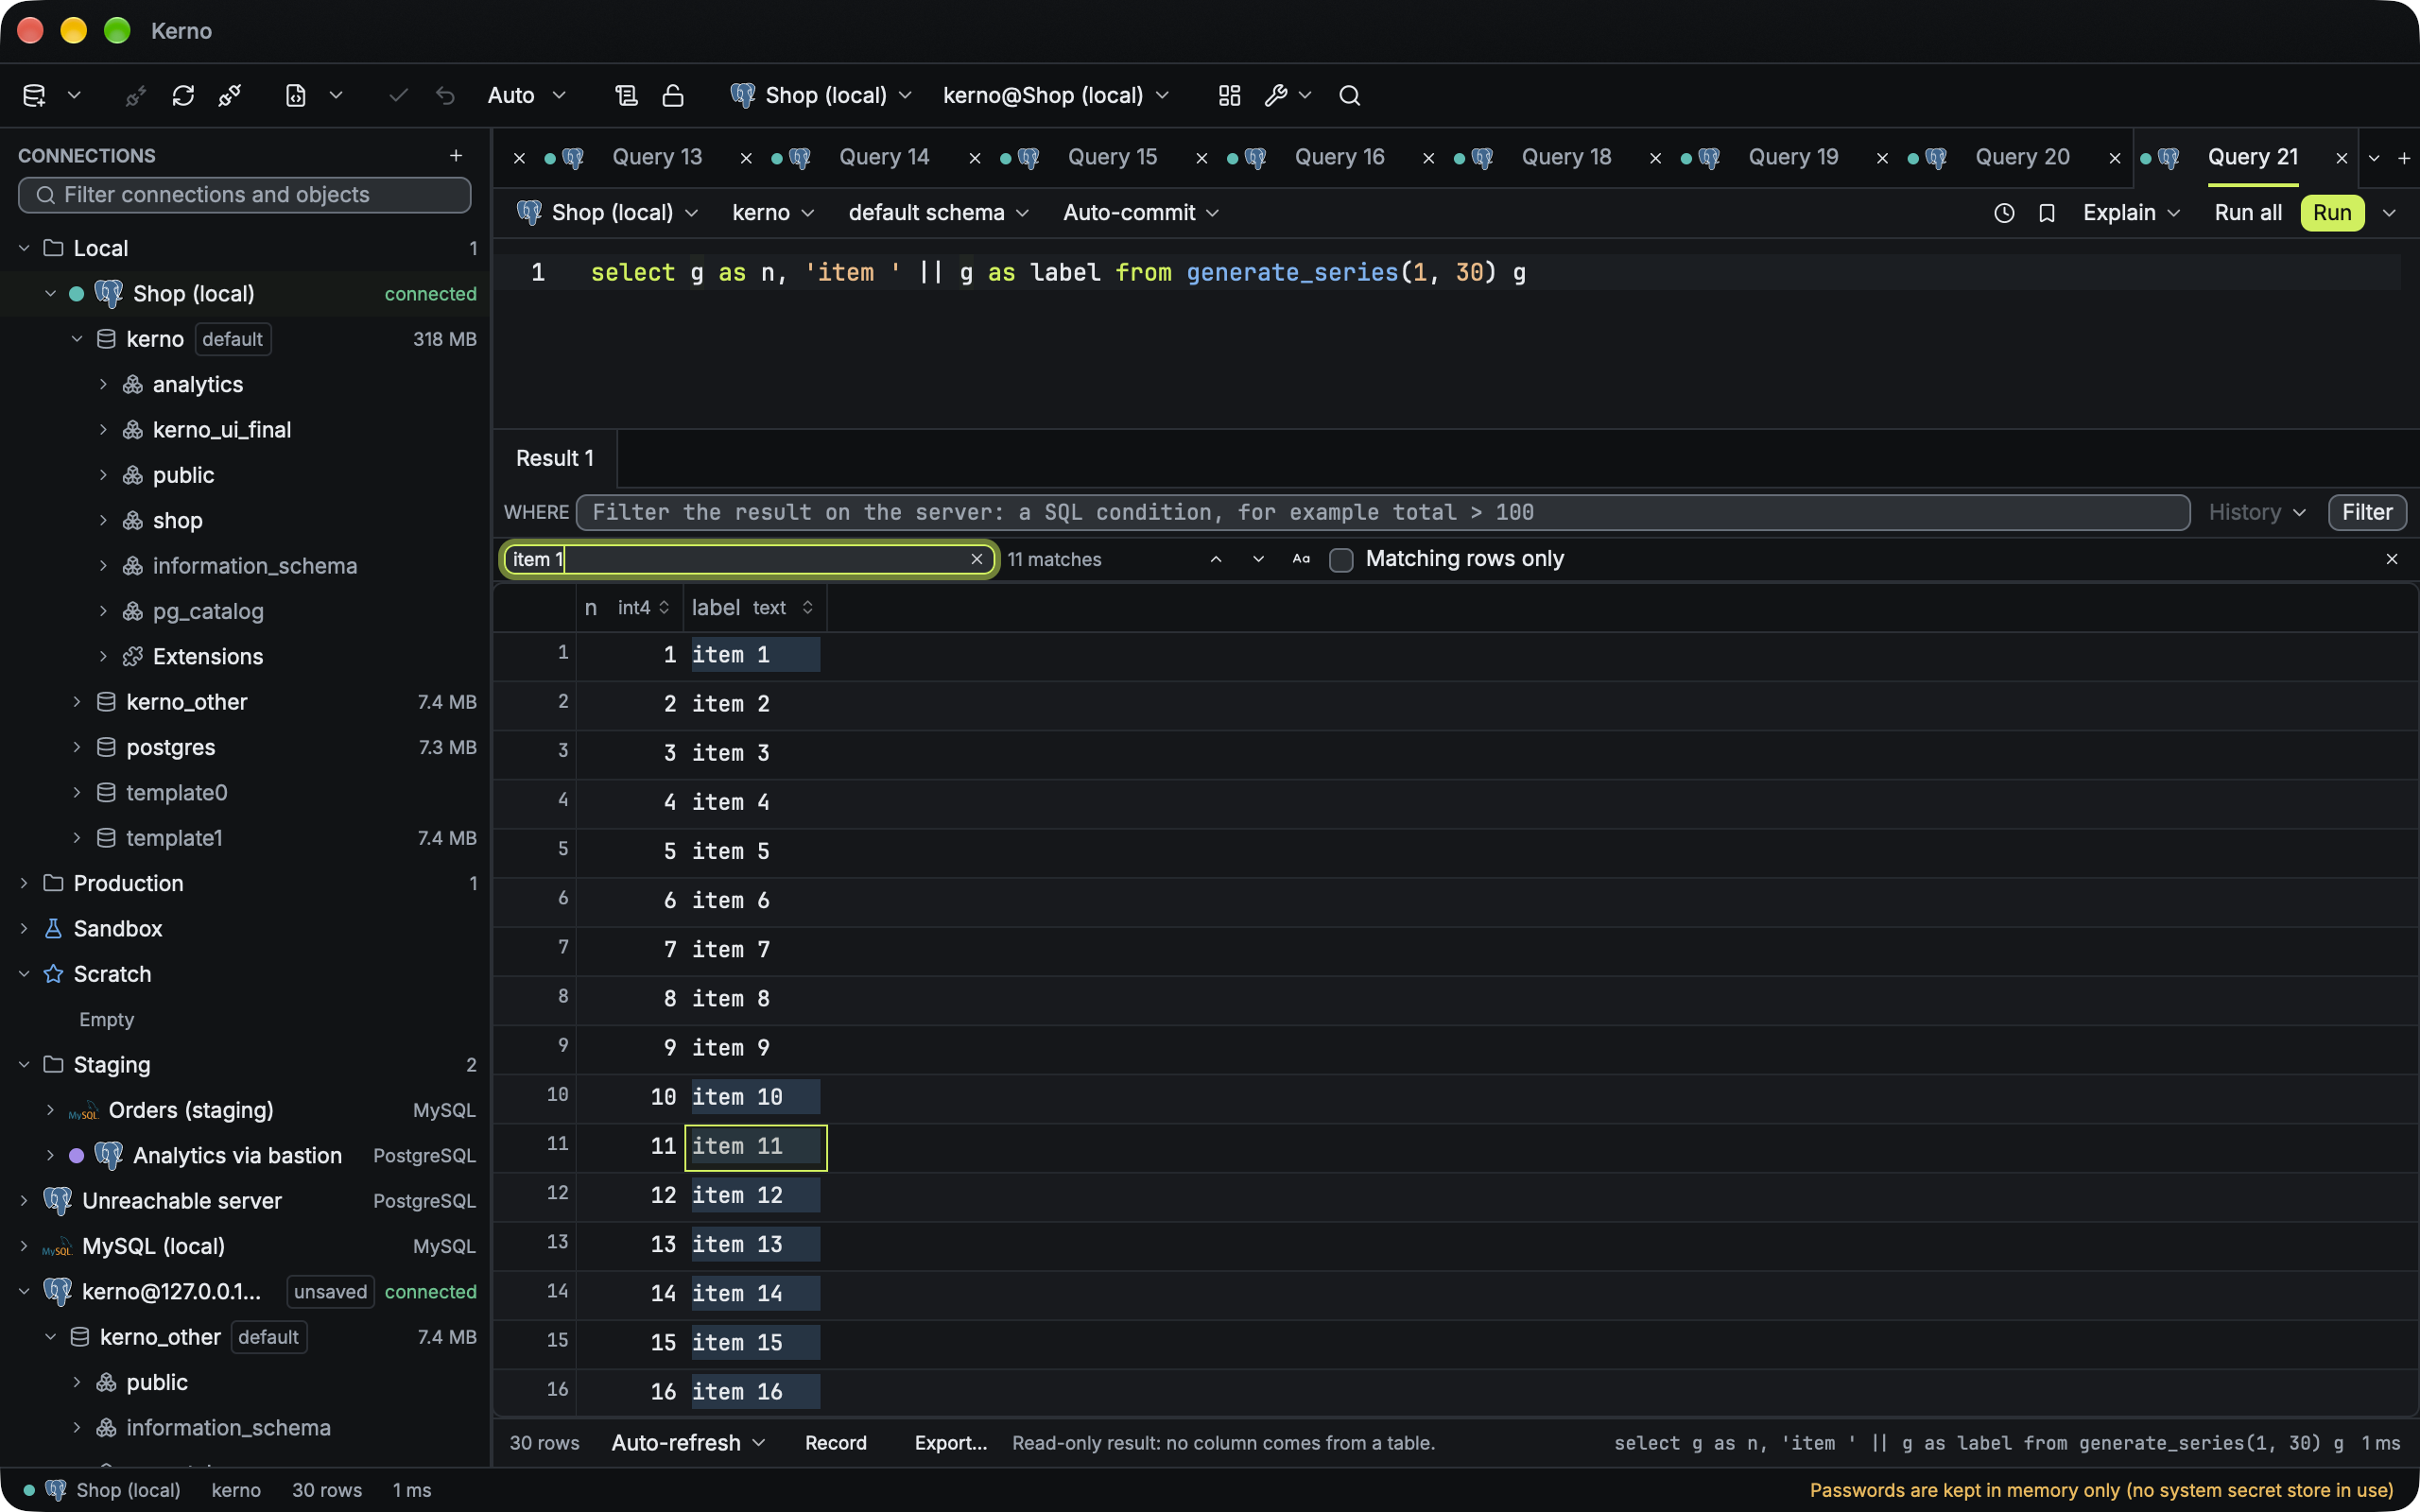 Kerno
Auto
Shop (local)
kerno@Shop (local)
CONNECTIONS
Filter connections and objects
Local 1
Shop (local) connected
kerno default 318 MB
analytics
kerno_ui_final
public
shop
information_schema
pg_catalog
Extensions
kerno_other 7.4 MB
postgres 7.3 MB
template0
template1 7.4 MB
Production 1
Sandbox
Scratch
Empty
Staging 2
Orders (staging) MySQL
Analytics via bastion PostgreSQL
Unreachable server PostgreSQL
MySQL (local) MySQL
kerno@127.0.0.1... unsaved connected
kerno_other default 7.4 MB
public
information_schema
Query 13 Query 14 Query 15 Query 16 Query 18 Query 19 Query 20 Query 21
Shop (local) kerno default schema Auto-commit Explain Run all Run
1 select g as n, 'item ' || g as label from generate_series(1, 30) g
Result 1
WHERE Filter the result on the server: a SQL condition, for example total > 100 History Filter
item 1 11 matches Aa Matching rows only
n int4 label text
1 1 item 1
2 2 item 2
3 3 item 3
4 4 item 4
5 5 item 5
6 6 item 6
7 7 item 7
8 8 item 8
9 9 item 9
10 10 item 10
11 11 item 11
12 12 item 12
13 13 item 13
14 14 item 14
15 15 item 15
16 16 item 16
30 rows Auto-refresh Record Export... Read-only result: no column comes from a table. select g as n, 'item ' || g as label from generate_series(1, 30) g 1 ms
Shop (local) kerno 30 rows 1 ms Passwords are kept in memory only (no system secret store in use)